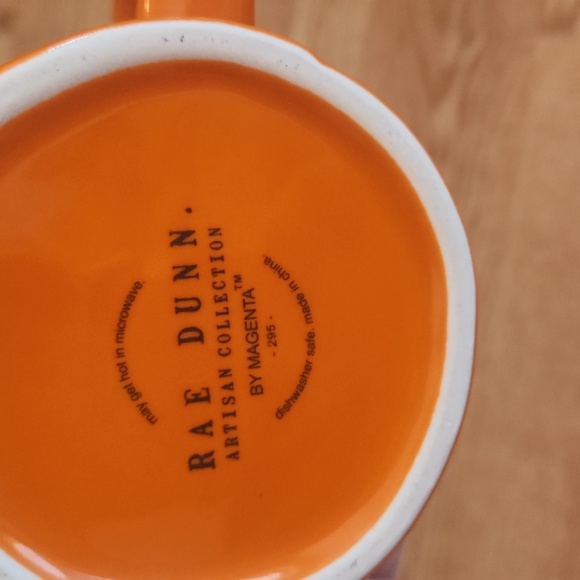 may get hot in microwave.
RAE DUNN.
ARTISAN COLLECTION
BY MAGENTA™
- 295 -
dishwasher safe. made in china.